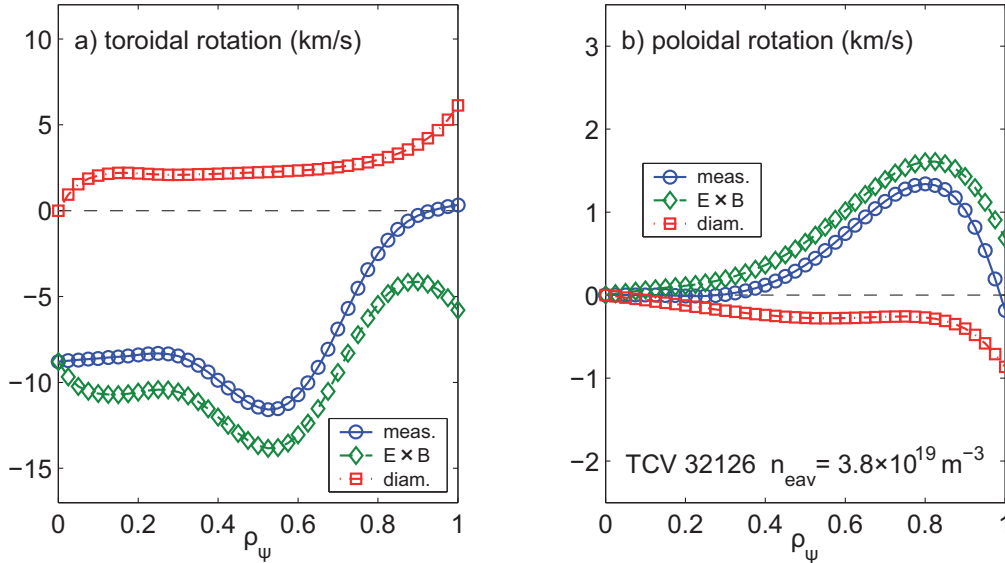 a) toroidal rotation (km/s)
10
5
0
−5
−10
−15
meas.
E × B
diam.
0 0.2 0.4 0.6 0.8 1
ρψ
b) poloidal rotation (km/s)
3
2
1
0
−1
−2
meas.
E × B
diam.
TCV 32126 n_eav = 3.8×10^19 m^−3
0 0.2 0.4 0.6 0.8 1
ρψ